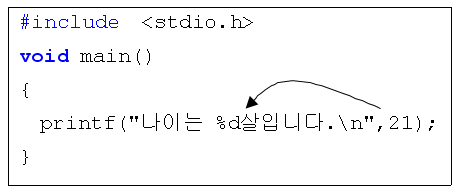 #include  <stdio.h>
void main()
{
  printf("나이는 %d살입니다.\n",21);
}